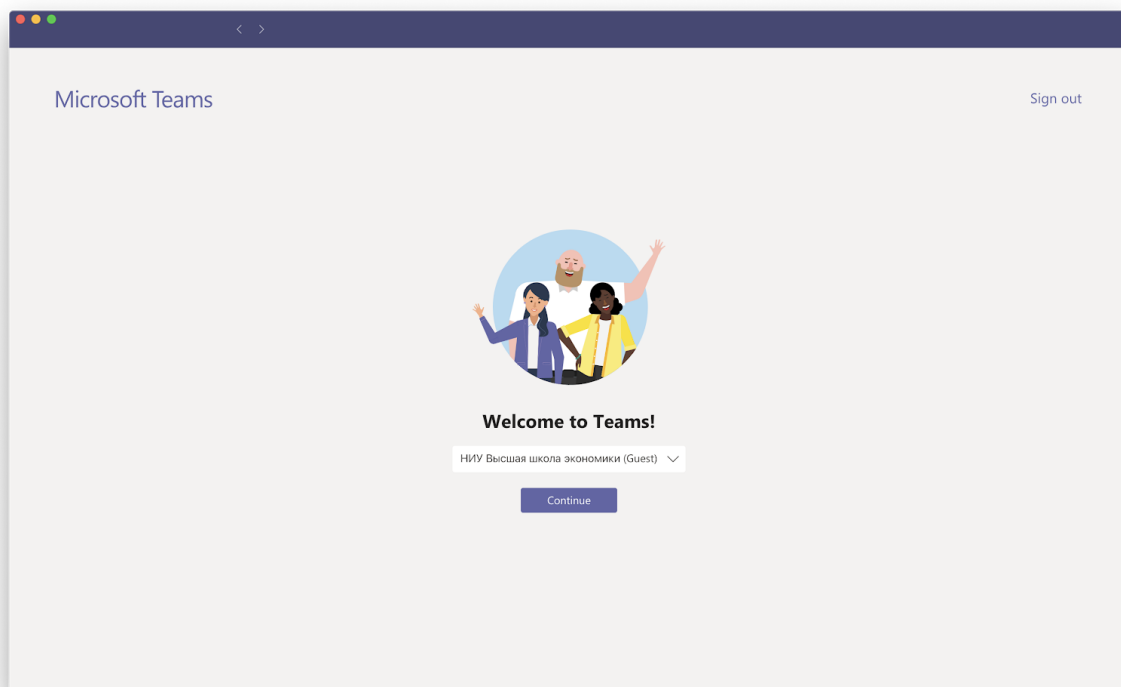 Microsoft Teams
Sign out
Welcome to Teams!
НИУ Высшая школа экономики (Guest)
Continue